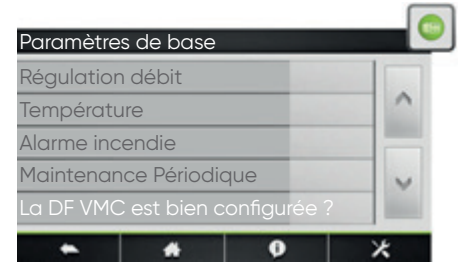 Paramètres de base
Régulation débit
Température
Alarme incendie
Maintenance Périodique
La DF VMC est bien configurée ?